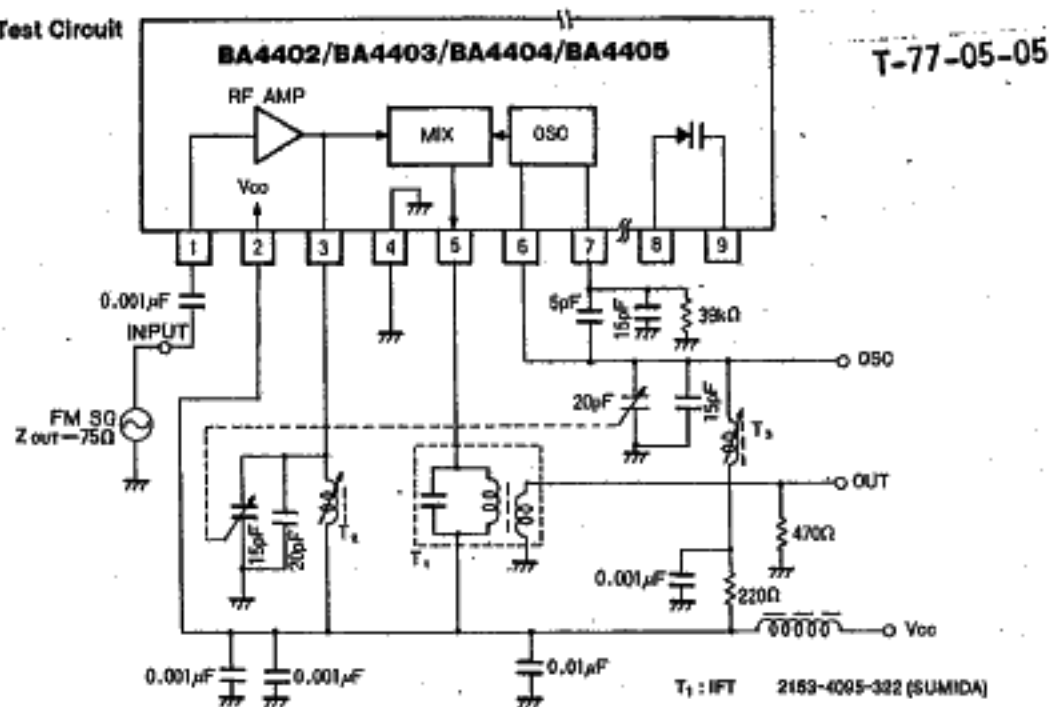 Test Circuit
BA4402/BA4403/BA4404/BA4405
T-77-05-05
RF AMP
MIX
OSC
Vcc
1
2
3
4
5
6
7
8
9
0.001μF
INPUT
5pF
15pF
39kΩ
OSC
FM SG
Z OUT—75Ω
20pF
15pF
T3
OUT
15pF
20pF
T2
T1
470Ω
0.001μF
220Ω
Vcc
0.001μF
0.001μF
0.01μF
T1 : IFT 2153-4095-322 (SUMIDA)